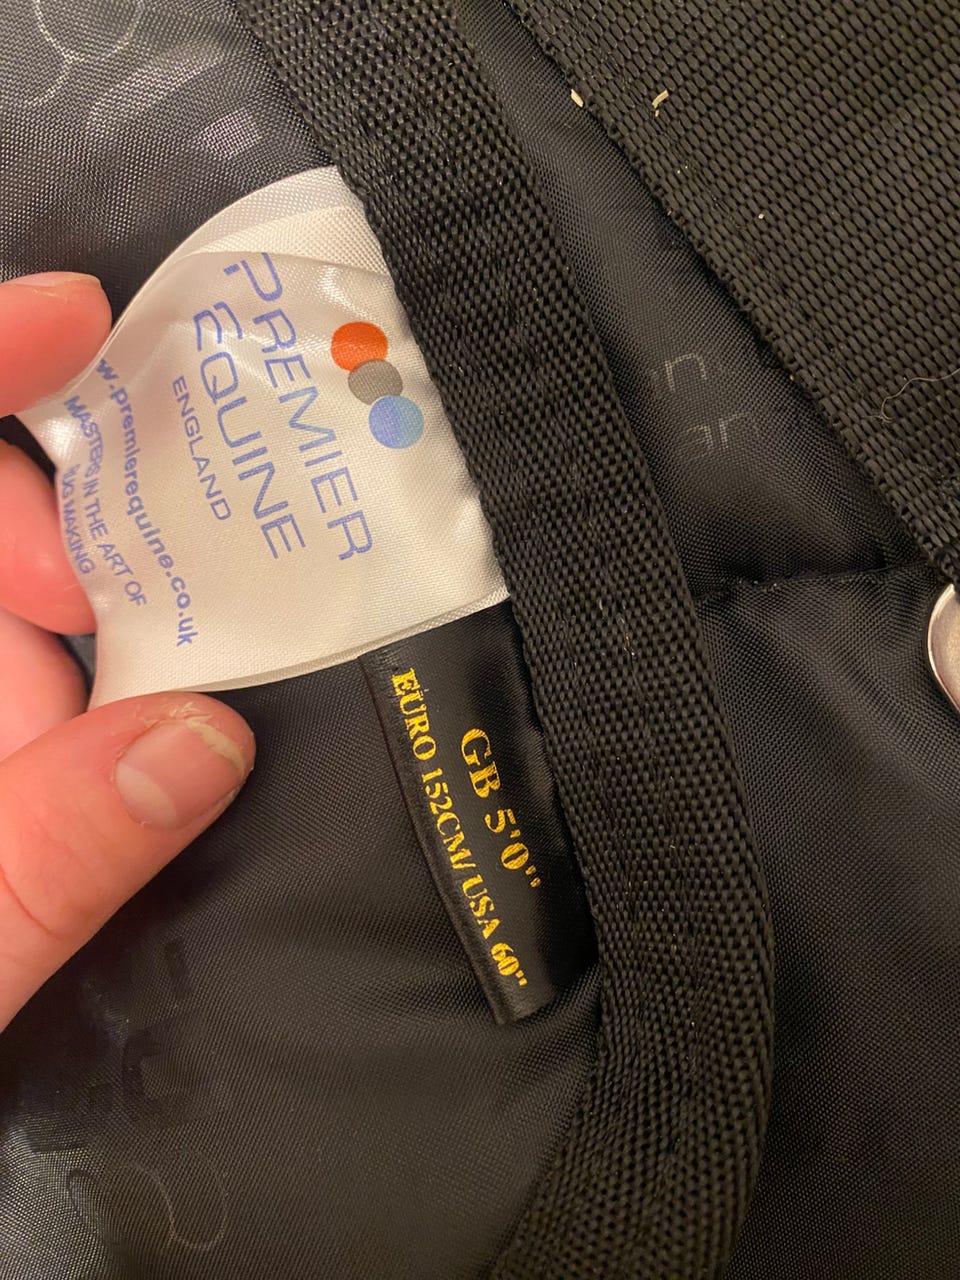 PREMIER
EQUINE
ENGLAND
w.premierequine.co.uk
MASTERS IN THE ART OF
RUG MAKING
GB 5'0"
EURO 152CM/ USA 60"